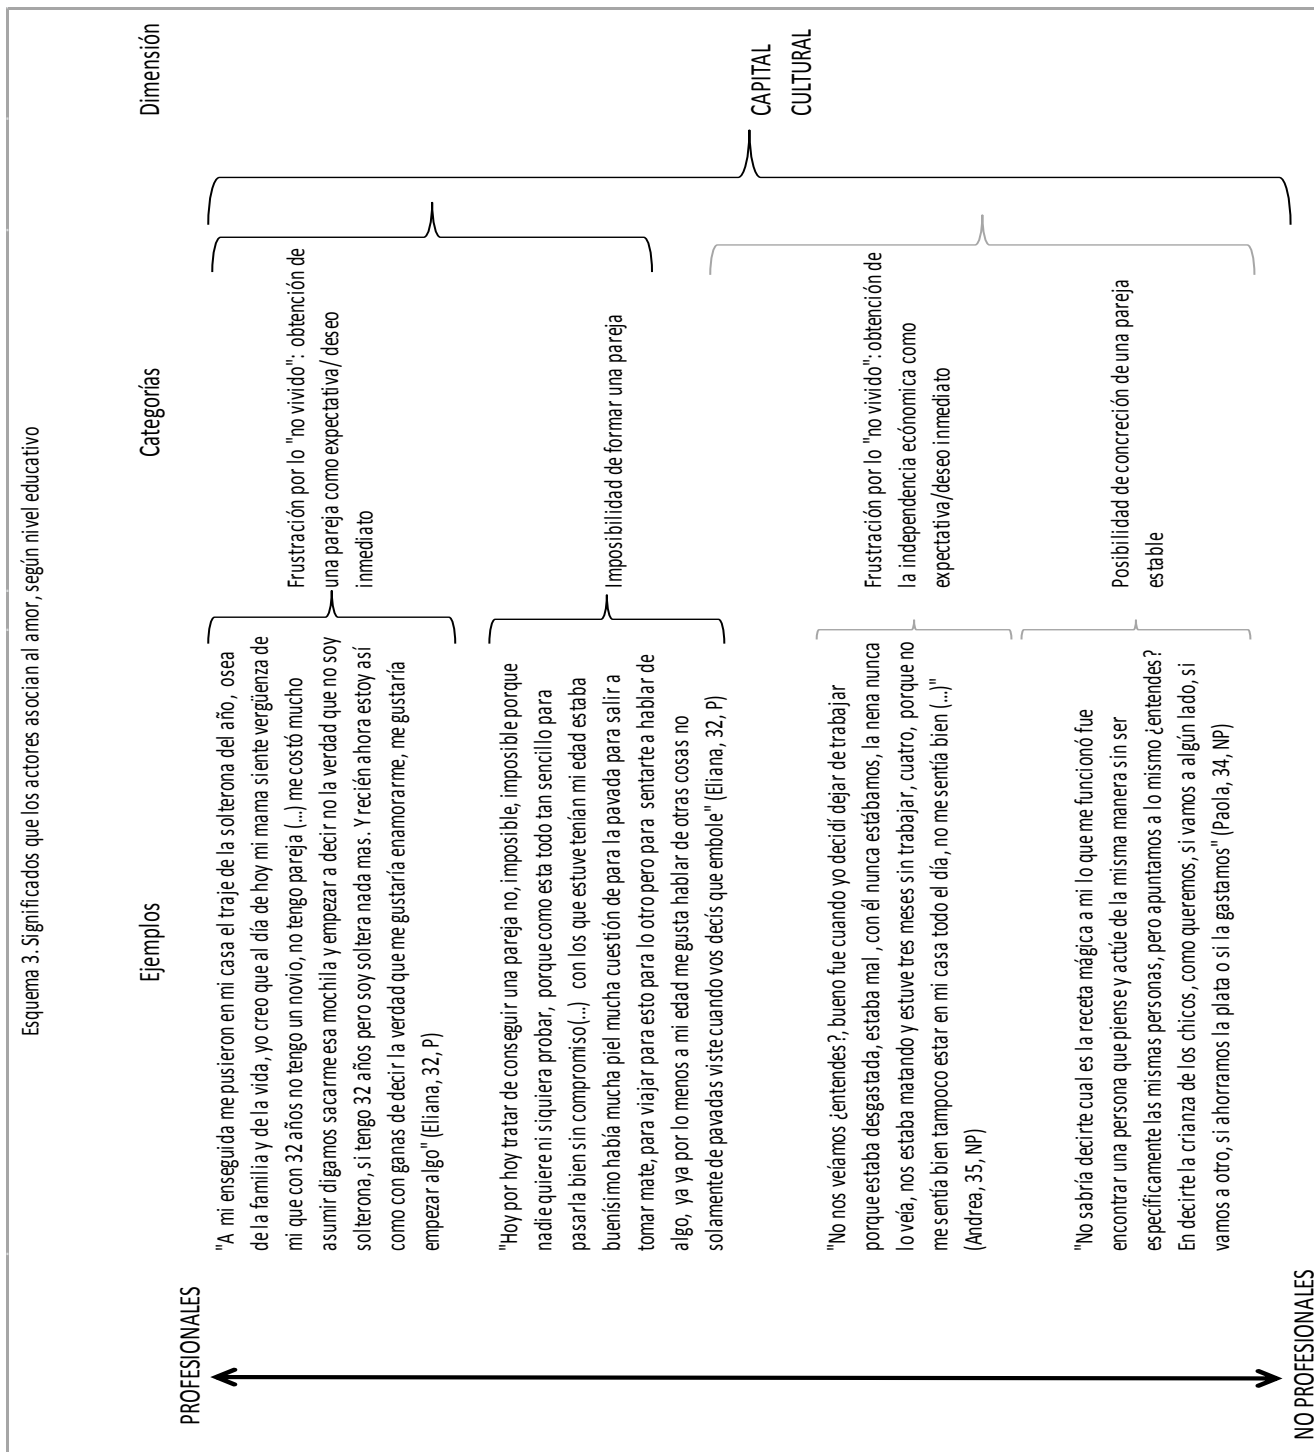 Esquema 3. Significados que los actores asocian al amor, según nivel educativo
Ejemplos
Categorías
Dimensión
PROFESIONALES
"A mi enseguida me pusieron en mi casa el traje de la solterona del año, osea
de la familia y de la vida, yo creo que al día de hoy mi mama siente vergüenza de
mi que con 32 años no tengo un novio, no tengo pareja (...) me costó mucho
asumir digamos sacarme esa mochila y empezar a decir no la verdad que no soy
solterona, si tengo 32 años pero soy soltera nada mas. Y recién ahora estoy así
como con ganas de decir la verdad que me gustaría enamorarme, me gustaría
empezar algo" (Eliana, 32, P)
Frustración por lo "no vivido": obtención de
una pareja como expectativa/ deseo
inmediato
"Hoy por hoy tratar de conseguir una pareja no, imposible, imposible porque
nadie quiere ni siquiera probar, porque como esta todo tan sencillo para
pasarla bien sin compromiso(...) con los que estuve tenían mi edad estaba
buenísimo había mucha piel mucha cuestión de para la pavada para salir a
tomar mate, para viajar para esto para lo otro pero para sentarte a hablar de
algo, ya ya por lo menos a mi edad me gusta hablar de otras cosas no
solamente de pavadas viste cuando vos decís que embole" (Eliana, 32, P)
Imposibilidad de formar una pareja
CAPITAL
CULTURAL
"No nos veíamos ¿entendes?, bueno fue cuando yo decidí dejar de trabajar
porque estaba desgastada, estaba mal , con él nunca estábamos, la nena nunca
lo veía, nos estaba matando y estuve tres meses sin trabajar, cuatro, porque no
me sentía bien tampoco estar en mi casa todo el día, no me sentía bien (...)"
(Andrea, 35, NP)
Frustración por lo "no vivido": obtención de
la independencia ecónomica como
expectativa/deseo inmediato
"No sabría decirte cual es la receta mágica a mi lo que me funcionó fue
encontrar una persona que piense y actúe de la misma manera sin ser
específicamente las mismas personas, pero apuntamos a lo mismo ¿entendes?
En decirte la crianza de los chicos, como queremos, si vamos a algún lado, si
vamos a otro, si ahorramos la plata o si la gastamos" (Paola, 34, NP)
Posibilidad de concreción de una pareja
estable
NO PROFESIONALES